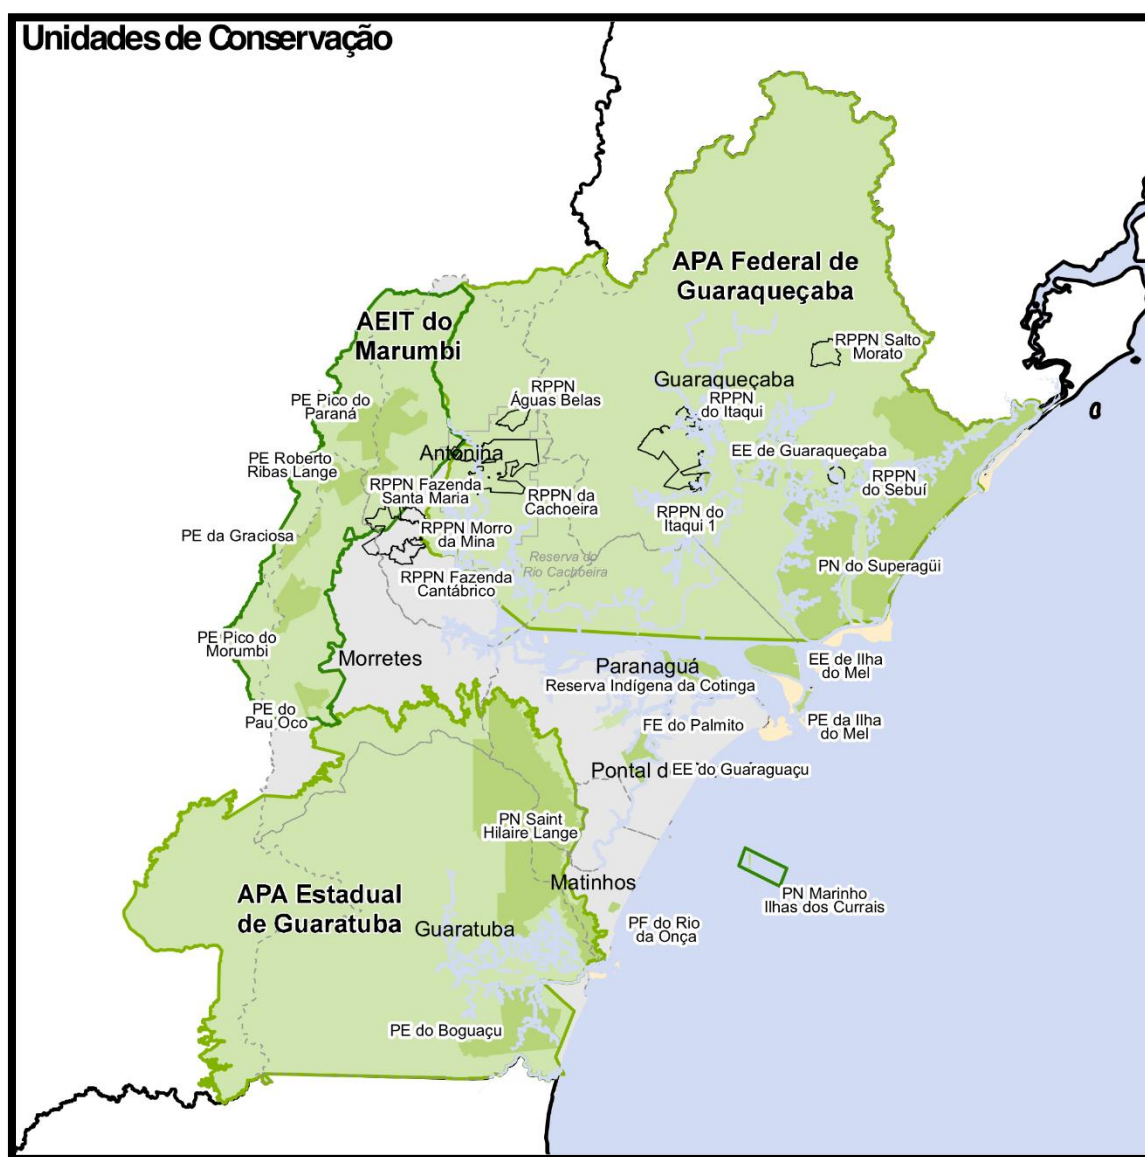 Unidades de Conservação
APA Federal de
Guaraqueçaba
AEIT do
Marumbi
RPPN Salto
Morato
Guaraqueçaba
RPPN
Águas Belas
PE Pico do
Paraná
RPPN
do Itaqui
Antonina
EE de Guaraqueçaba
PE Roberto
Ribas Lange
RPPN Fazenda
Santa Maria
RPPN da
Cachoeira
RPPN
do Sebuí
RPPN do
Itaqui 1
PE da Graciosa
RPPN Morro
da Mina
Reserva do
Rio Cachoeira
PN do Superagüi
RPPN Fazenda
Cantábrico
PE Pico do
Morumbi
Morretes
Paranaguá
Reserva Indígena da Cotinga
EE de Ilha
do Mel
PE do
Pau Oco
FE do Palmito
PE da Ilha
do Mel
Pontal d
EE do Guaraguaçu
PN Saint
Hilaire Lange
APA Estadual
de Guaratuba
Matinhos
PN Marinho
Ilhas dos Currais
Guaratuba
PF do Rio
da Onça
PE do Boguaçu